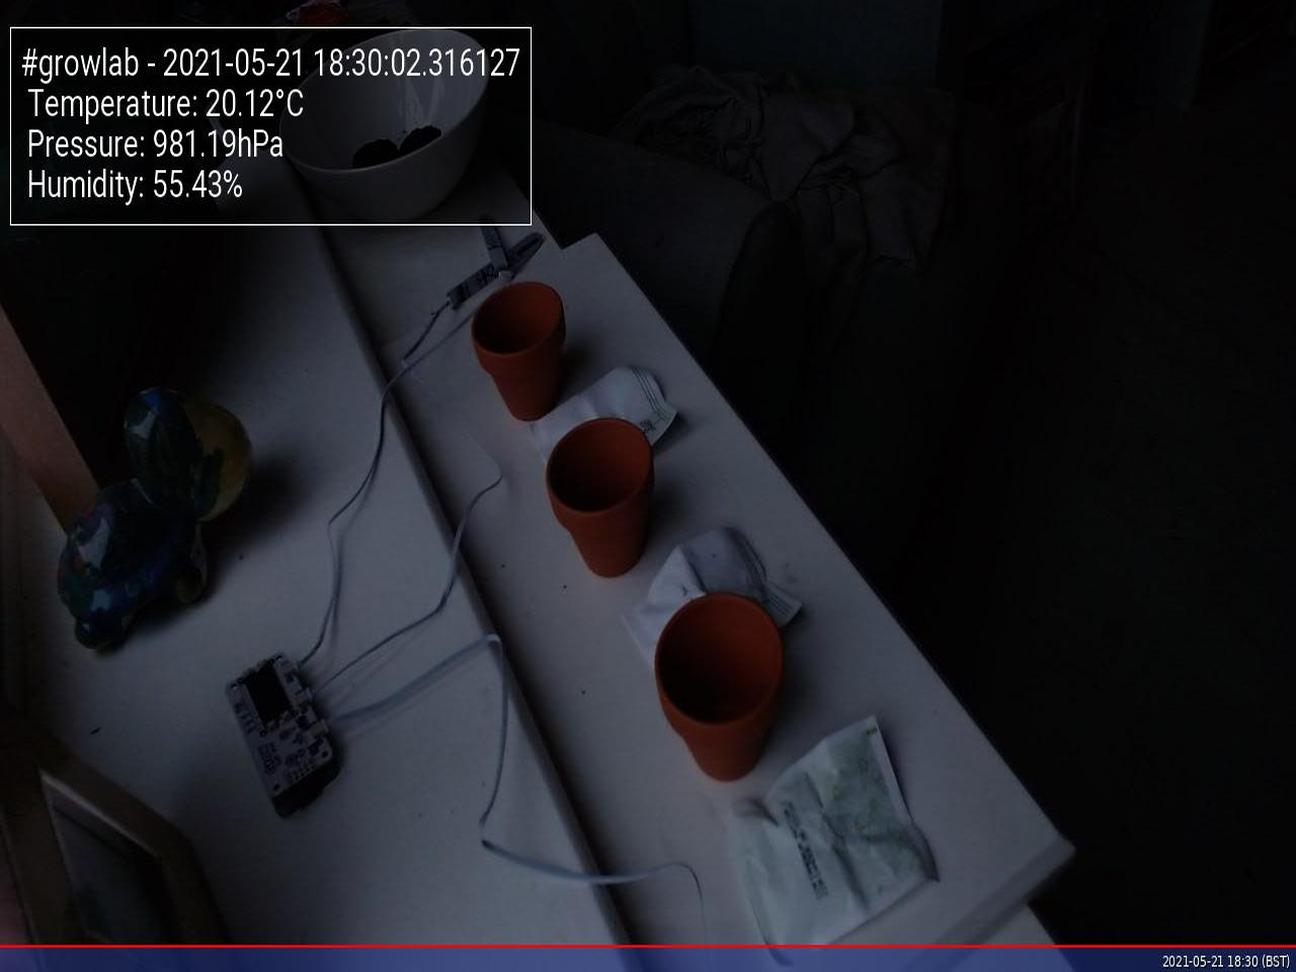 #growlab - 2021-05-21 18:30:02.316127
Temperature: 20.12°C
Pressure: 981.19hPa
Humidity: 55.43%
2021-05-21 18:30 (BST)